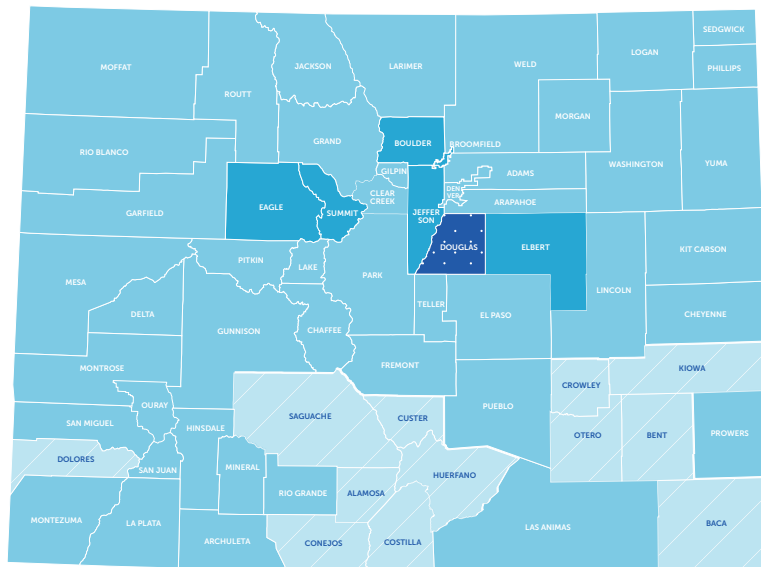 SEDGWICK
LOGAN
WELD
MOFFAT
JACKSON
LARIMER
PHILLIPS
ROUTT
MORGAN
GRAND
BOULDER
BROOMFIELD
RIO BLANCO
WASHINGTON
YUMA
GILPIN
ADAMS
CLEAR
CREEK
DEN
VER
ARAPAHOE
EAGLE
SUMMIT
GARFIELD
JEFFER
SON
DOUGLAS
ELBERT
KIT CARSON
PITKIN
LAKE
PARK
MESA
LINCOLN
TELLER
DELTA
EL PASO
CHEYENNE
GUNNISON
CHAFFEE
FREMONT
MONTROSE
KIOWA
CROWLEY
OURAY
PUEBLO
SAGUACHE
CUSTER
SAN MIGUEL
HINSDALE
OTERO
BENT
PROWERS
DOLORES
MINERAL
SAN JUAN
HUERFANO
RIO GRANDE
ALAMOSA
MONTEZUMA
LA PLATA
LAS ANIMAS
BACA
ARCHULETA
CONEJOS
COSTILLA